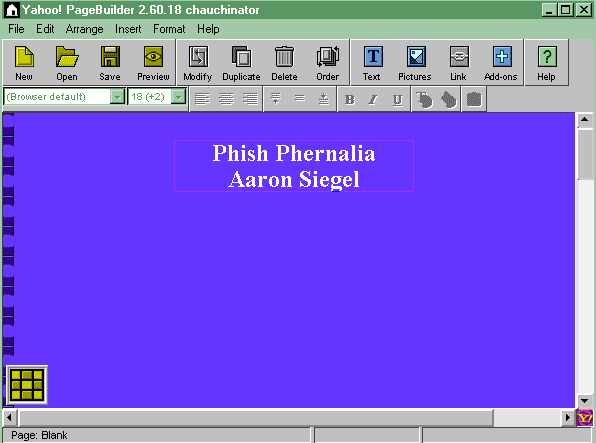 Yahoo! PageBuilder 2.60.18 chauchinator
File Edit Arrange Insert Format Help
New Open Save Preview Modify Duplicate Delete Order Text Pictures Link Add-ons Help
(Browser default) 18 (+2) B I U
Phish Phernalia
Aaron Siegel
Y!
Page: Blank